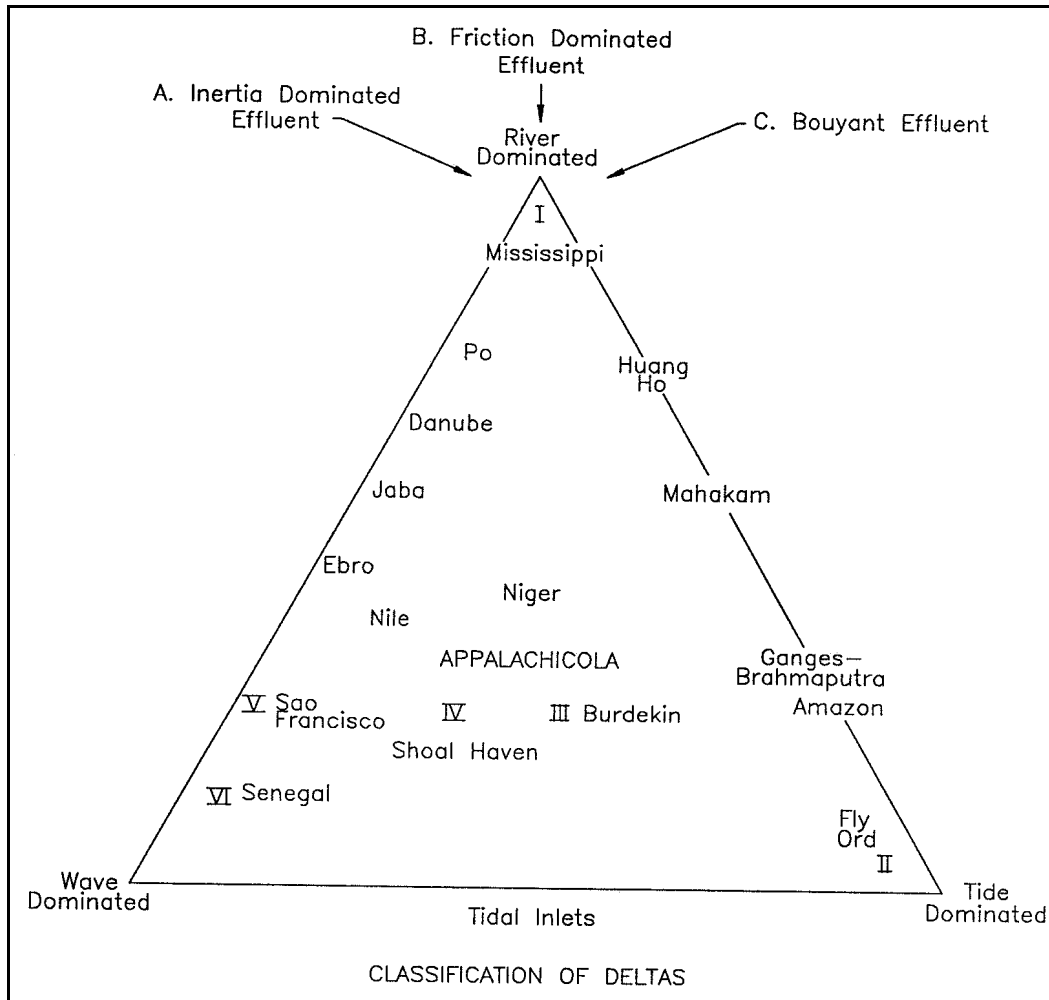 B. Friction Dominated
Effluent
A. Inertia Dominated
Effluent
C. Bouyant Effluent
River
Dominated
I
Mississippi
Po
Huang
Ho
Danube
Jaba
Mahakam
Ebro
Niger
Nile
APPALACHICOLA
Ganges-
Brahmaputra
Amazon
V Sao
Francisco
IV
III Burdekin
Shoal Haven
VI Senegal
Fly
Ord
II
Wave
Dominated
Tidal Inlets
Tide
Dominated
CLASSIFICATION OF DELTAS